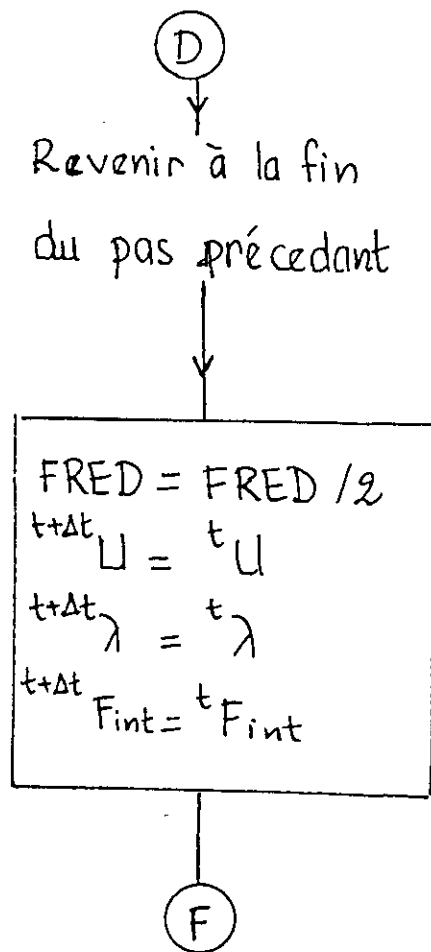 D
Revenir à la fin
du pas précedant
FRED = FRED /2
t+Δt U = t U
t+Δt λ = t λ
t+Δt Fint = t Fint
F